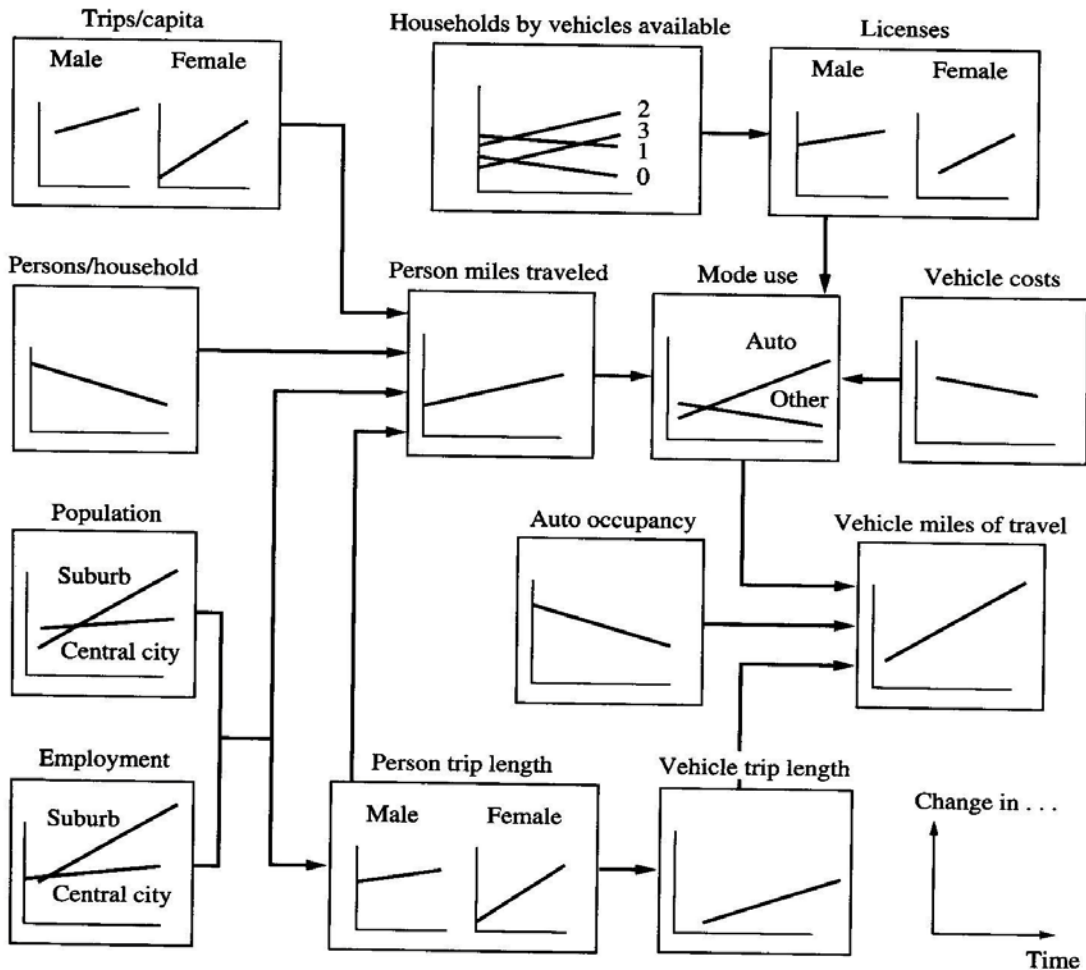 Trips/capita
Male Female
Households by vehicles available
2
3
1
0
Licenses
Male Female
Persons/household
Person miles traveled
Mode use
Auto
Other
Vehicle costs
Population
Suburb
Central city
Auto occupancy
Vehicle miles of travel
Employment
Suburb
Central city
Person trip length
Male Female
Vehicle trip length
Change in . . .
Time